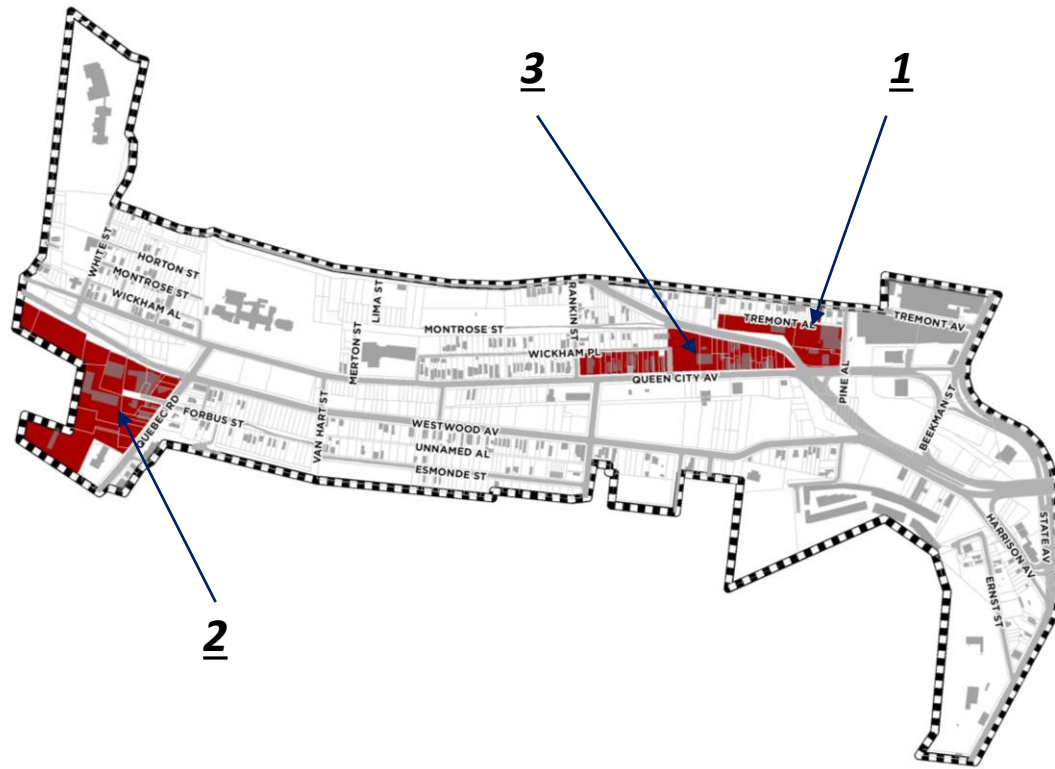 3
1
WHITE ST
HORTON ST
MONTROSE ST
WICKHAM AL
LIMA ST
RANKIN ST
TREMONT AL
TREMONT AV
MONTROSE ST
MERTON ST
WICKHAM PL
QUEEN CITY AV
PINE AL
BEEKMAN ST
QUEBEC RD
FORBUS ST
VAN HART ST
WESTWOOD AV
UNNAMED AL
ESMONDE ST
HARRISON AV
STATE AV
ERNST ST
2